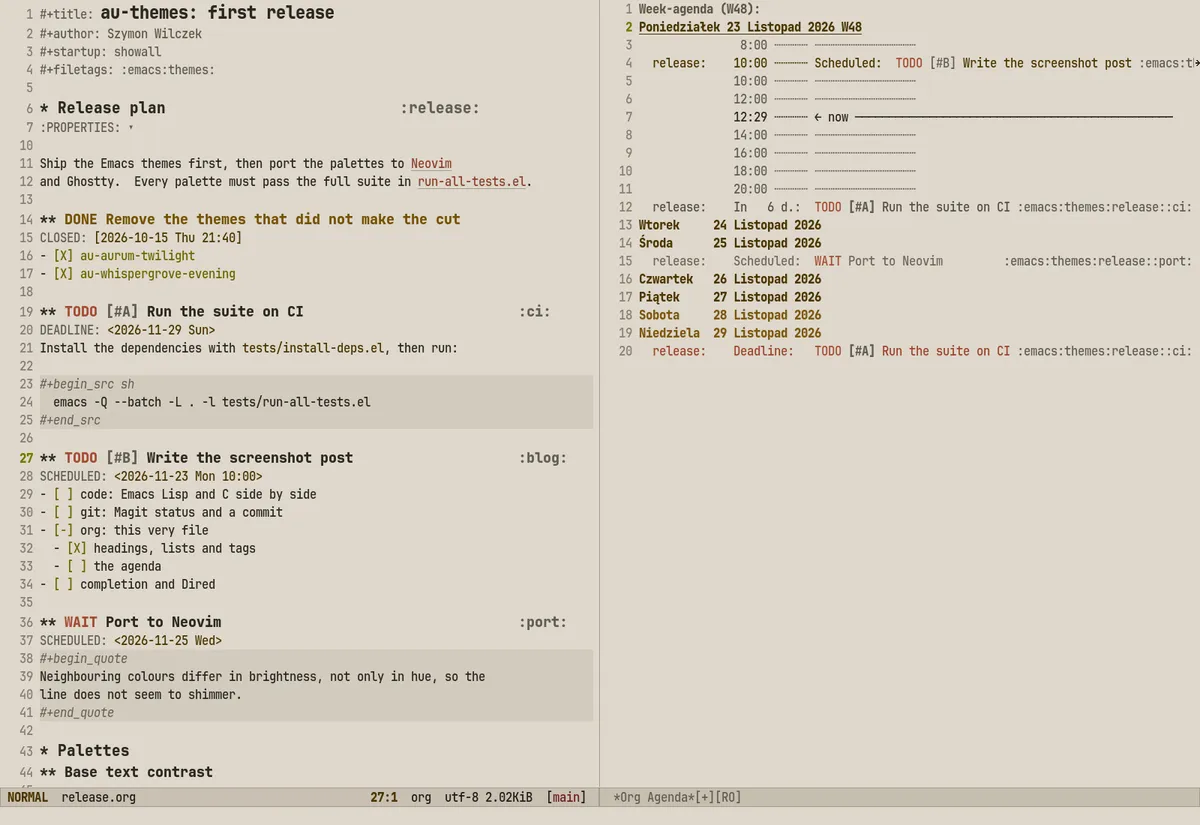 1 #+title: au-themes: first release
2 #+author: Szymon Wilczek
3 #+startup: showall
4 #+filetags: :emacs:themes:
5
6 * Release plan :release:
7 :PROPERTIES: ▾
10
11 Ship the Emacs themes first, then port the palettes to Neovim
12 and Ghostty.  Every palette must pass the full suite in run-all-tests.el.
13
14 ** DONE Remove the themes that did not make the cut
15 CLOSED: [2026-10-15 Thu 21:40]
16 - [X] au-aurum-twilight
17 - [X] au-whispergrove-evening
18
19 ** TODO [#A] Run the suite on CI :ci:
20 DEADLINE: <2026-11-29 Sun>
21 Install the dependencies with tests/install-deps.el, then run:
22
23 #+begin_src sh
24   emacs -Q --batch -L . -l tests/run-all-tests.el
25 #+end_src
26
27 ** TODO [#B] Write the screenshot post :blog:
28 SCHEDULED: <2026-11-23 Mon 10:00>
29 - [ ] code: Emacs Lisp and C side by side
30 - [ ] git: Magit status and a commit
31 - [-] org: this very file
32   - [X] headings, lists and tags
33   - [ ] the agenda
34 - [ ] completion and Dired
35
36 ** WAIT Port to Neovim :port:
37 SCHEDULED: <2026-11-25 Wed>
38 #+begin_quote
39 Neighbouring colours differ in brightness, not only in hue, so the
40 line does not seem to shimmer.
41 #+end_quote
42
43 * Palettes
44 ** Base text contrast
NORMAL release.org 27:1 org utf-8 2.02KiB [main]
1 Week-agenda (W48):
2 Poniedziałek 23 Listopad 2026 W48
3 8:00 ┄┄┄┄┄ ┄┄┄┄┄┄┄┄┄┄┄┄┄┄┄
4 release: 10:00 ┄┄┄┄┄ Scheduled: TODO [#B] Write the screenshot post :emacs:t
5 10:00 ┄┄┄┄┄ ┄┄┄┄┄┄┄┄┄┄┄┄┄┄┄
6 12:00 ┄┄┄┄┄ ┄┄┄┄┄┄┄┄┄┄┄┄┄┄┄
7 12:29 ┄┄┄┄┄ ← now ───────────────────────────────────────────────
8 14:00 ┄┄┄┄┄ ┄┄┄┄┄┄┄┄┄┄┄┄┄┄┄
9 16:00 ┄┄┄┄┄ ┄┄┄┄┄┄┄┄┄┄┄┄┄┄┄
10 18:00 ┄┄┄┄┄ ┄┄┄┄┄┄┄┄┄┄┄┄┄┄┄
11 20:00 ┄┄┄┄┄ ┄┄┄┄┄┄┄┄┄┄┄┄┄┄┄
12 release: In 6 d.: TODO [#A] Run the suite on CI :emacs:themes:release::ci:
13 Wtorek 24 Listopad 2026
14 Środa 25 Listopad 2026
15 release: Scheduled: WAIT Port to Neovim :emacs:themes:release::port:
16 Czwartek 26 Listopad 2026
17 Piątek 27 Listopad 2026
18 Sobota 28 Listopad 2026
19 Niedziela 29 Listopad 2026
20 release: Deadline: TODO [#A] Run the suite on CI :emacs:themes:release::ci:
*Org Agenda*[+][RO]